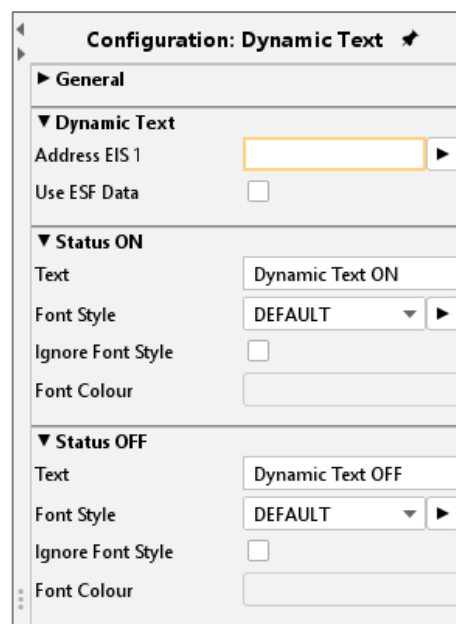 Configuration: Dynamic Text
General
Dynamic Text
Address EIS 1
Use ESF Data
Status ON
Text Dynamic Text ON
Font Style DEFAULT
Ignore Font Style
Font Colour
Status OFF
Text Dynamic Text OFF
Font Style DEFAULT
Ignore Font Style
Font Colour